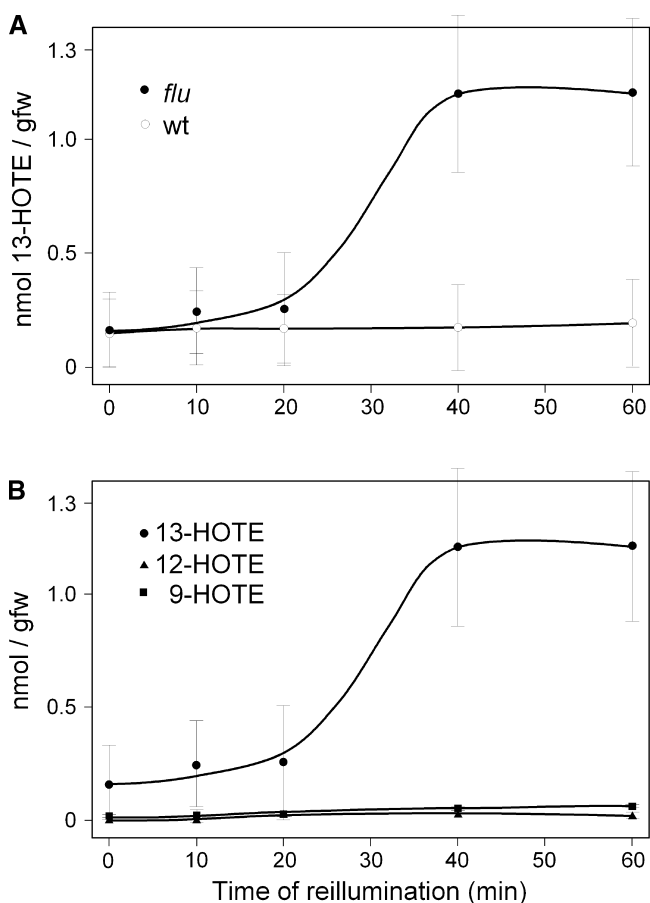 A
1.3
flu
wt
1.0
0.5
0
nmol 13-HOTE / gfw
0 10 20 30 40 50 60
B
1.3
13-HOTE
12-HOTE
9-HOTE
1.0
0.5
0
nmol / gfw
0 10 20 30 40 50 60
Time of reillumination (min)